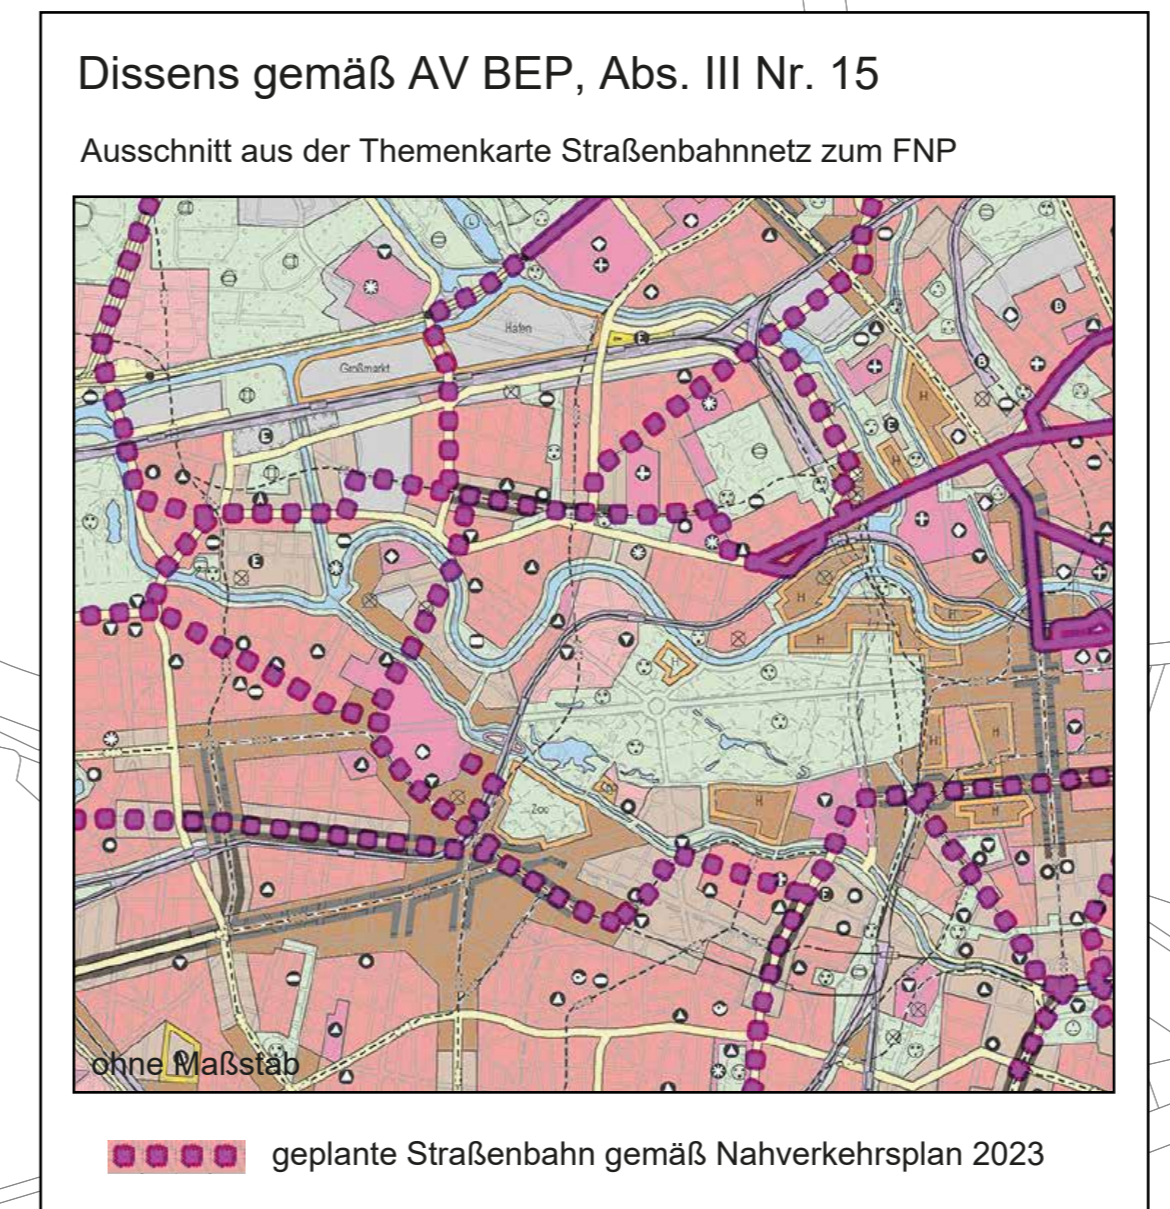 Dissens gemäß AV BEP, Abs. III Nr. 15
Ausschnitt aus der Themenkarte Straßenbahnnetz zum FNP
L
Hafen
E
Großmarkt
B
B
H
E
E
H
E
H
H
H
H
H
H
Zoo
H
H
E
ohne Maßstab
geplante Straßenbahn gemäß Nahverkehrsplan 2023